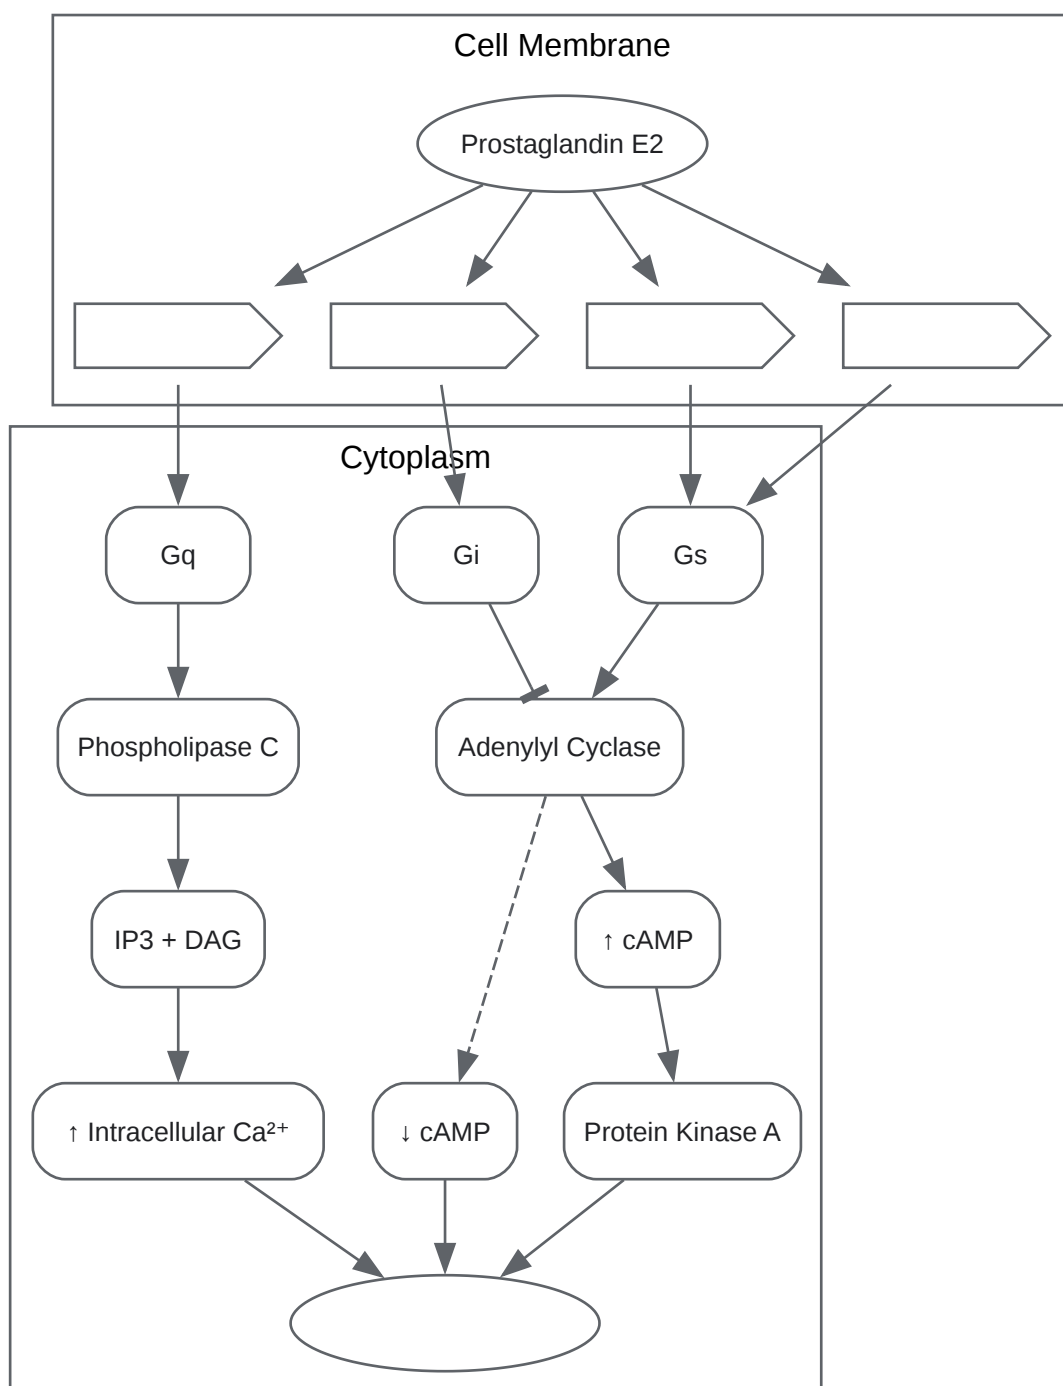 Cell Membrane
Prostaglandin E2
Cytoplasm
Gq
Gi
Gs
Phospholipase C
Adenylyl Cyclase
IP3 + DAG
↑ cAMP
↑ Intracellular Ca²⁺
↓ cAMP
Protein Kinase A